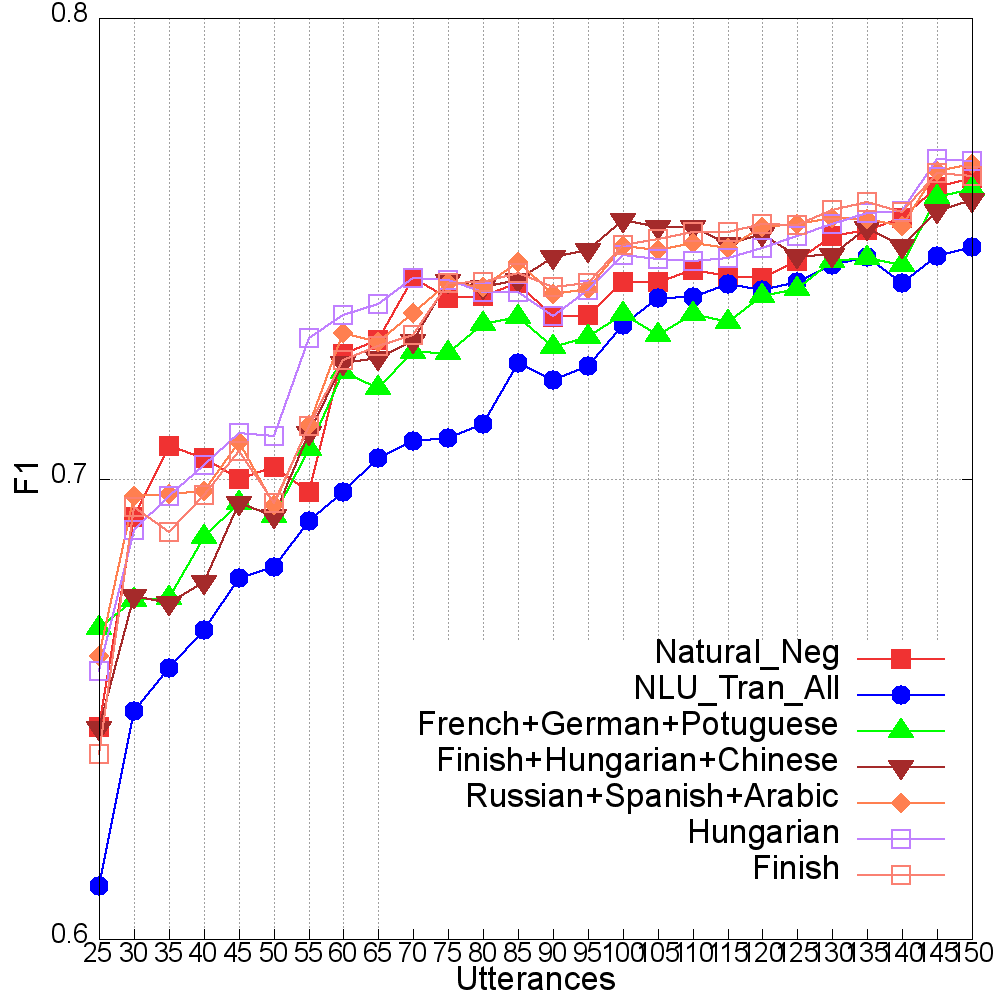 0.8
F1
0.7
Natural_Neg
NLU_Tran_All
French+German+Potuguese
Finish+Hungarian+Chinese
Russian+Spanish+Arabic
Hungarian
Finish
0.6
25 30 35 40 45 50 55 60 65 70 75 80 85 90 95 100 105 110 115 120 125 130 135 140 145 150
Utterances